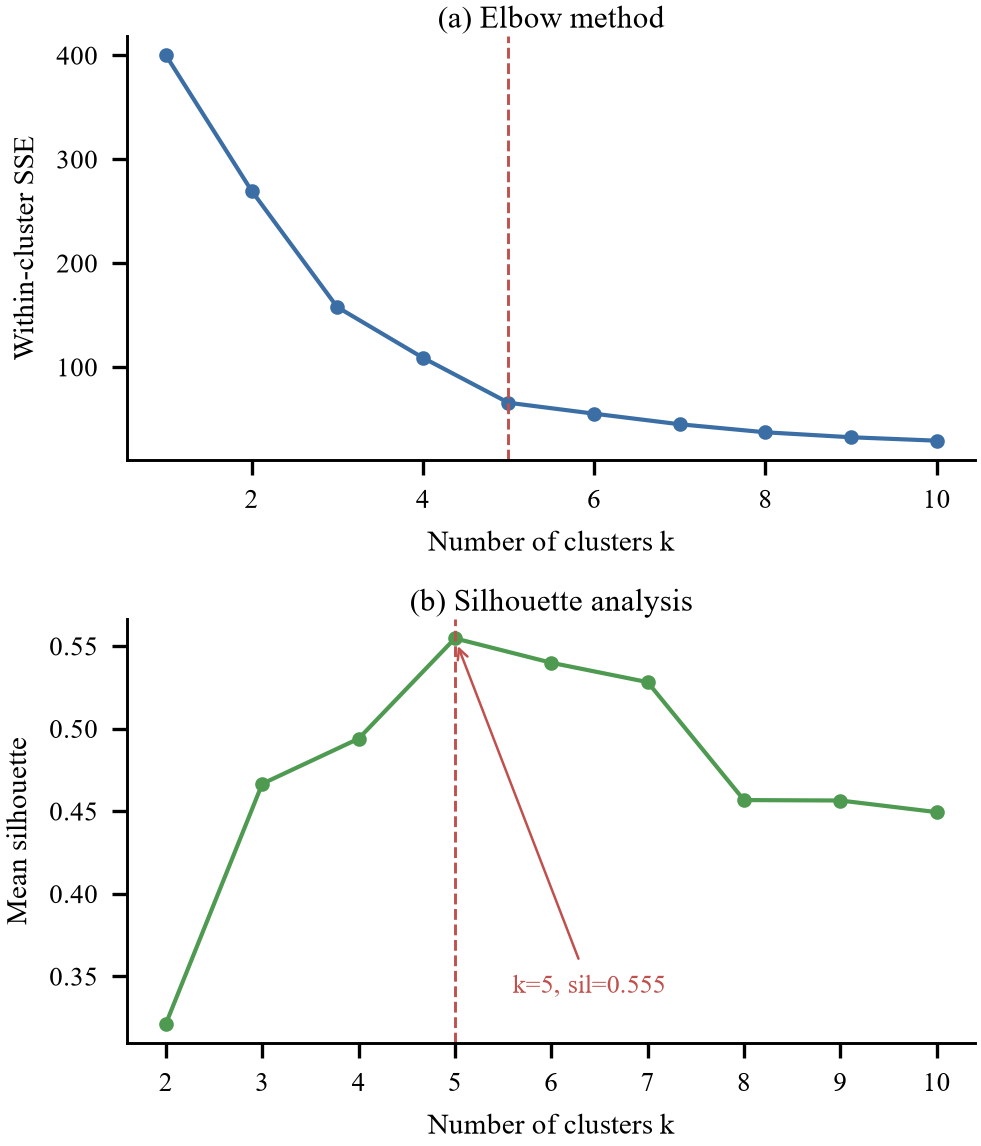 (a) Elbow method
Within-cluster SSE
400
300
200
100
2 4 6 8 10
Number of clusters k
(b) Silhouette analysis
Mean silhouette
0.55
0.50
0.45
0.40
0.35
k=5, sil=0.555
2 3 4 5 6 7 8 9 10
Number of clusters k